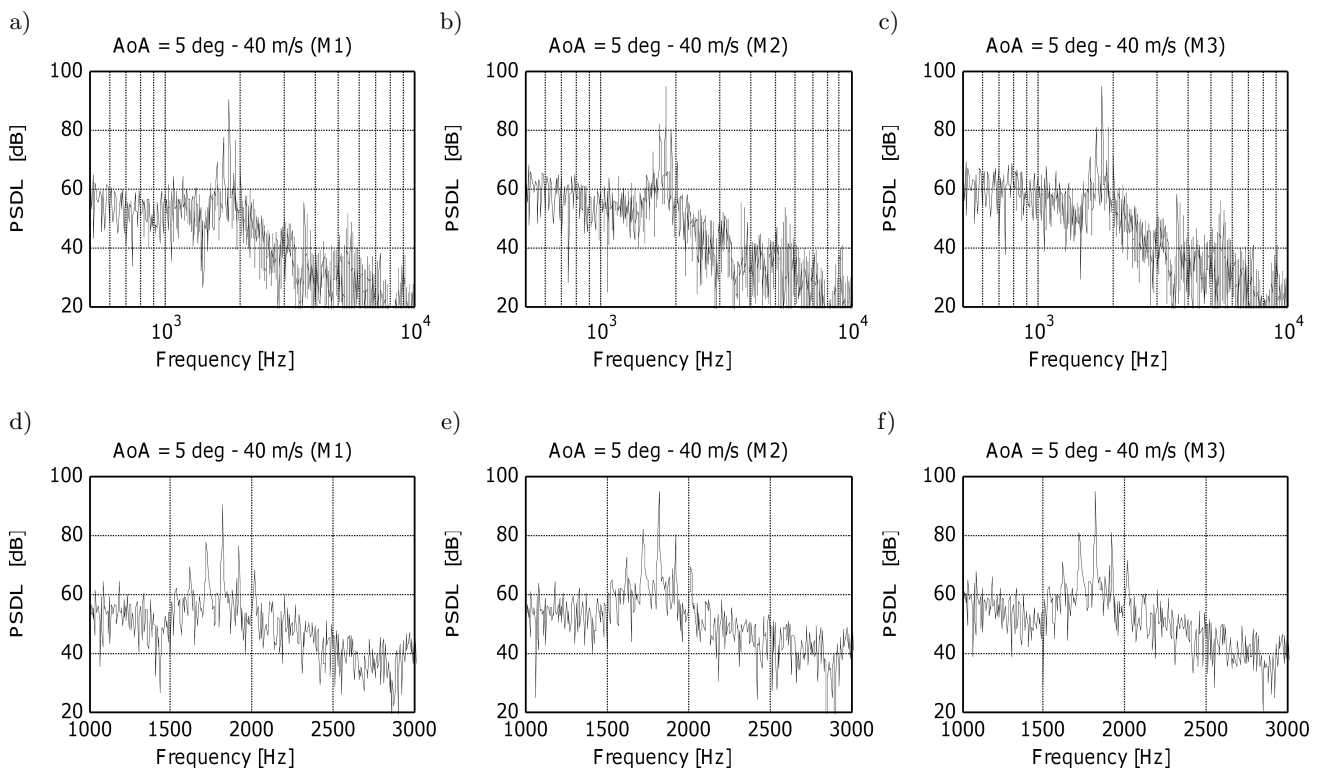 a) b) c)
AoA = 5 deg - 40 m/s (M1) AoA = 5 deg - 40 m/s (M2) AoA = 5 deg - 40 m/s (M3)
100 100 100
80 80 80
60 60 60
40 40 40
20 20 20
PSDL [dB] PSDL [dB] PSDL [dB]
10^3 10^4 10^3 10^4 10^3 10^4
Frequency [Hz] Frequency [Hz] Frequency [Hz]
d) e) f)
AoA = 5 deg - 40 m/s (M1) AoA = 5 deg - 40 m/s (M2) AoA = 5 deg - 40 m/s (M3)
100 100 100
80 80 80
60 60 60
40 40 40
20 20 20
PSDL [dB] PSDL [dB] PSDL [dB]
1000 1500 2000 2500 3000 1000 1500 2000 2500 3000 1000 1500 2000 2500 3000
Frequency [Hz] Frequency [Hz] Frequency [Hz]